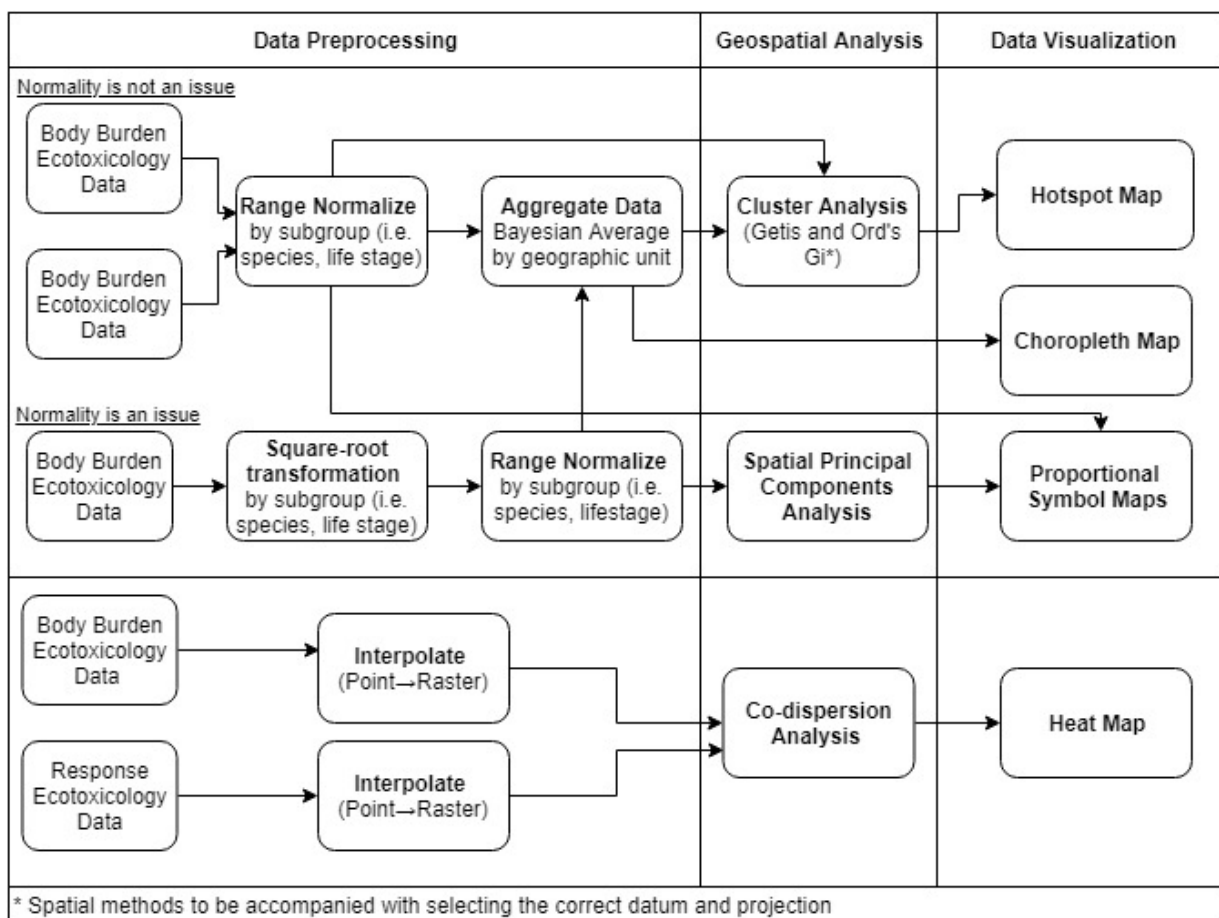 Data Preprocessing
Geospatial Analysis
Data Visualization
Normality is not an issue
Body Burden
Ecotoxicology
Data
Body Burden
Ecotoxicology
Data
Range Normalize
by subgroup (i.e.
species, life stage)
Aggregate Data
Bayesian Average
by geographic unit
Cluster Analysis
(Getis and Ord's
Gi*)
Hotspot Map
Choropleth Map
Normality is an issue
Body Burden
Ecotoxicology
Data
Square-root
transformation
by subgroup (i.e.
species, life stage)
Range Normalize
by subgroup (i.e.
species, lifestage)
Spatial Principal
Components
Analysis
Proportional
Symbol Maps
Body Burden
Ecotoxicology
Data
Interpolate
(Point→Raster)
Response
Ecotoxicology
Data
Interpolate
(Point→Raster)
Co-dispersion
Analysis
Heat Map
* Spatial methods to be accompanied with selecting the correct datum and projection